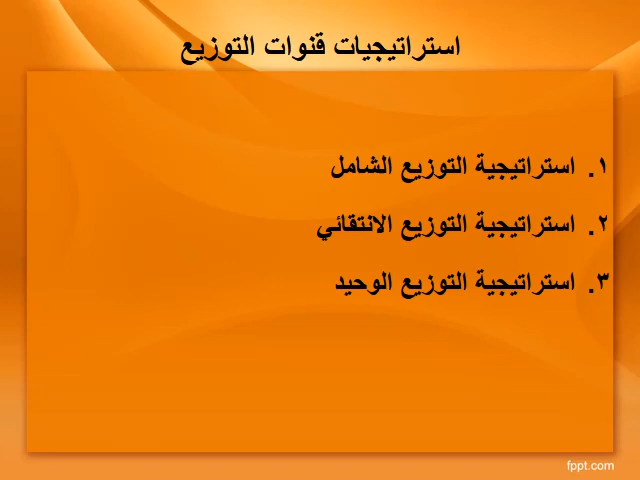 استراتيجيات قنوات التوزيع
١. استراتيجية التوزيع الشامل
٢. استراتيجية التوزيع الانتقائي
٣. استراتيجية التوزيع الوحيد
fppt.com